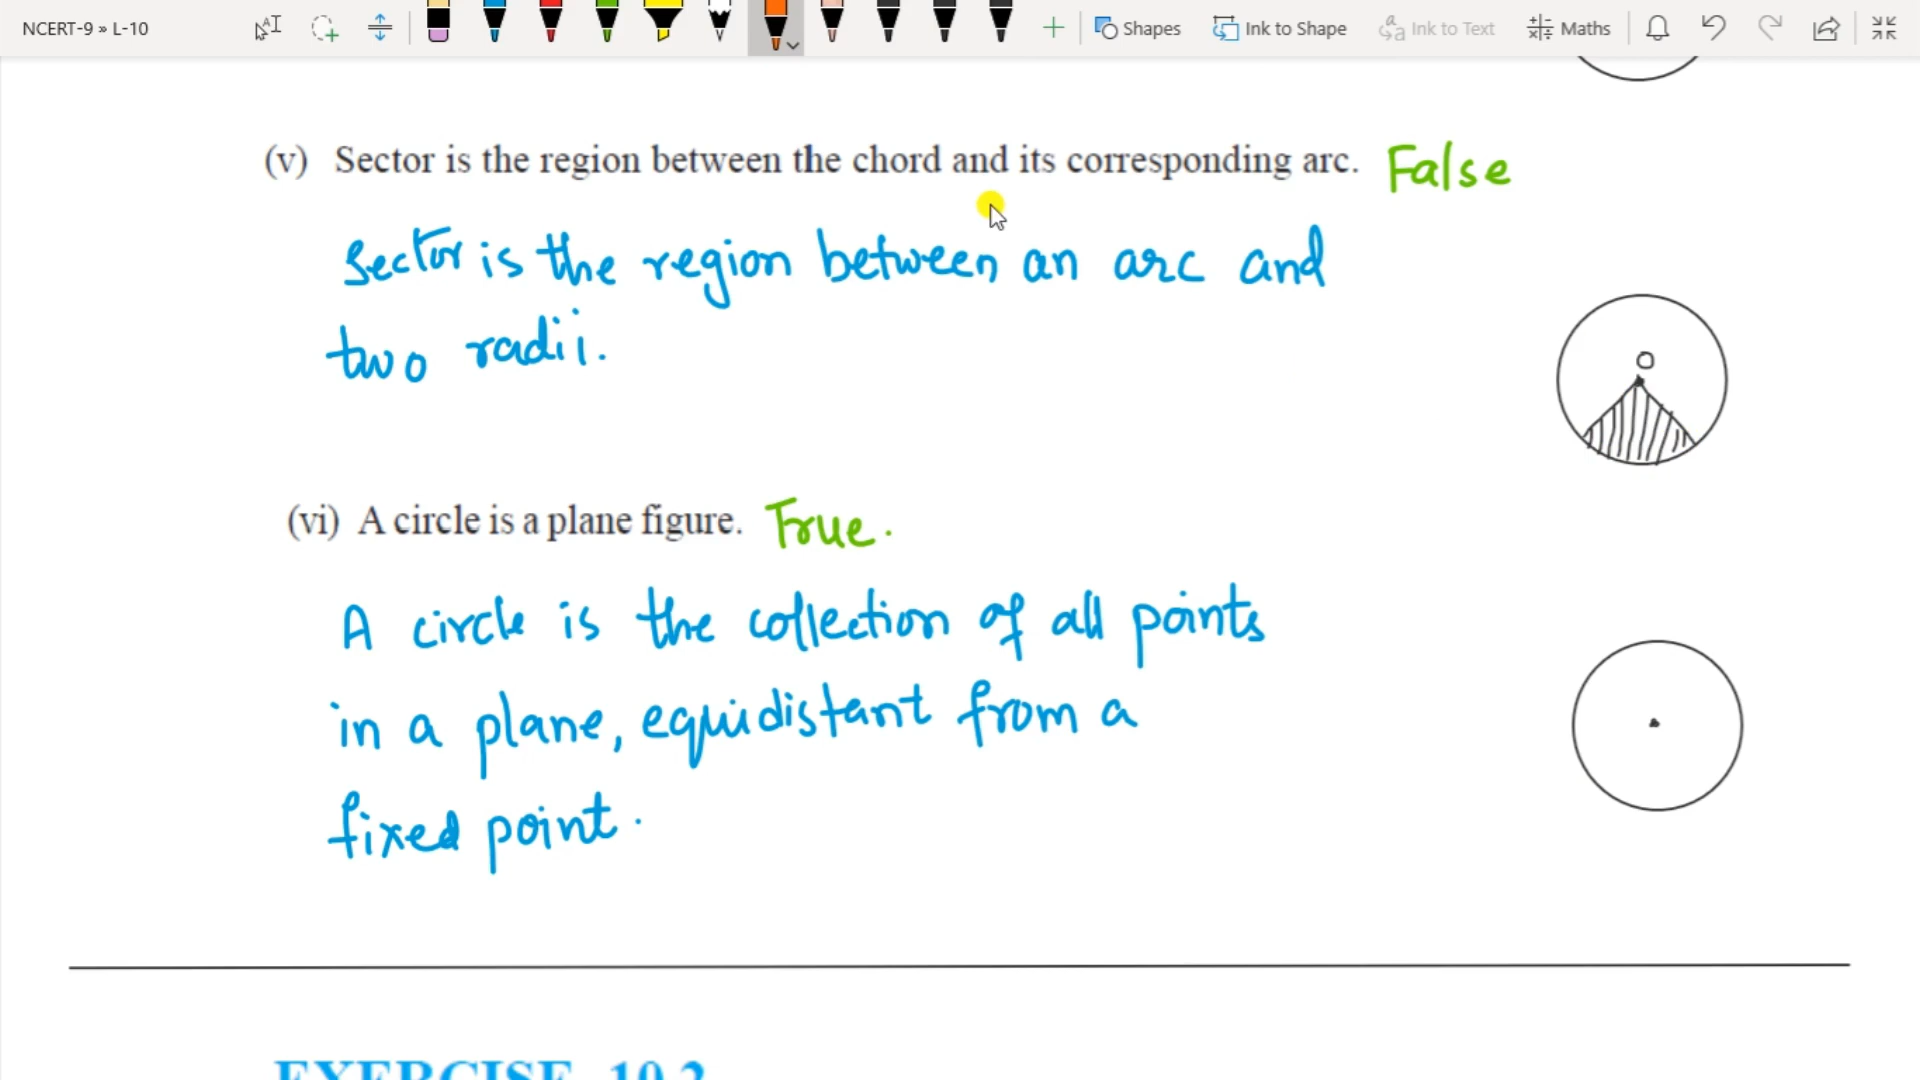 NCERT-9 » L-10
Shapes
Ink to Shape
Ink to Text
Maths
(v) Sector is the region between the chord and its corresponding arc. False
Sector is the region between an arc and
two radii.
O
(vi) A circle is a plane figure. True.
A circle is the collection of all points
in a plane, equidistant from a
fixed point.
EXERCISE 10.2